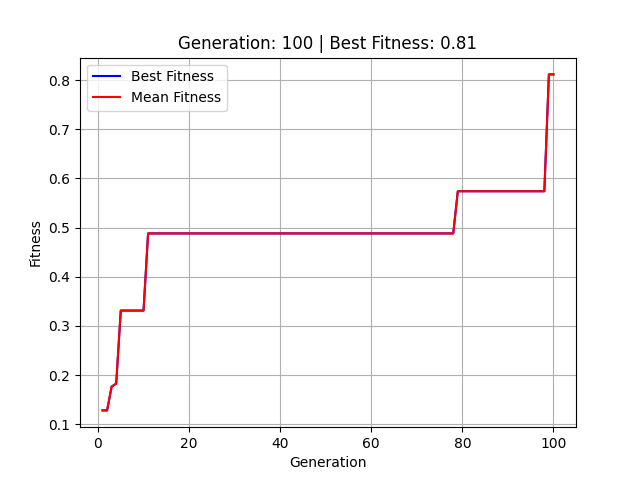 Generation: 100 | Best Fitness: 0.81
Best Fitness
Mean Fitness
0.8
0.7
0.6
0.5
0.4
0.3
0.2
0.1
Fitness
0 20 40 60 80 100
Generation